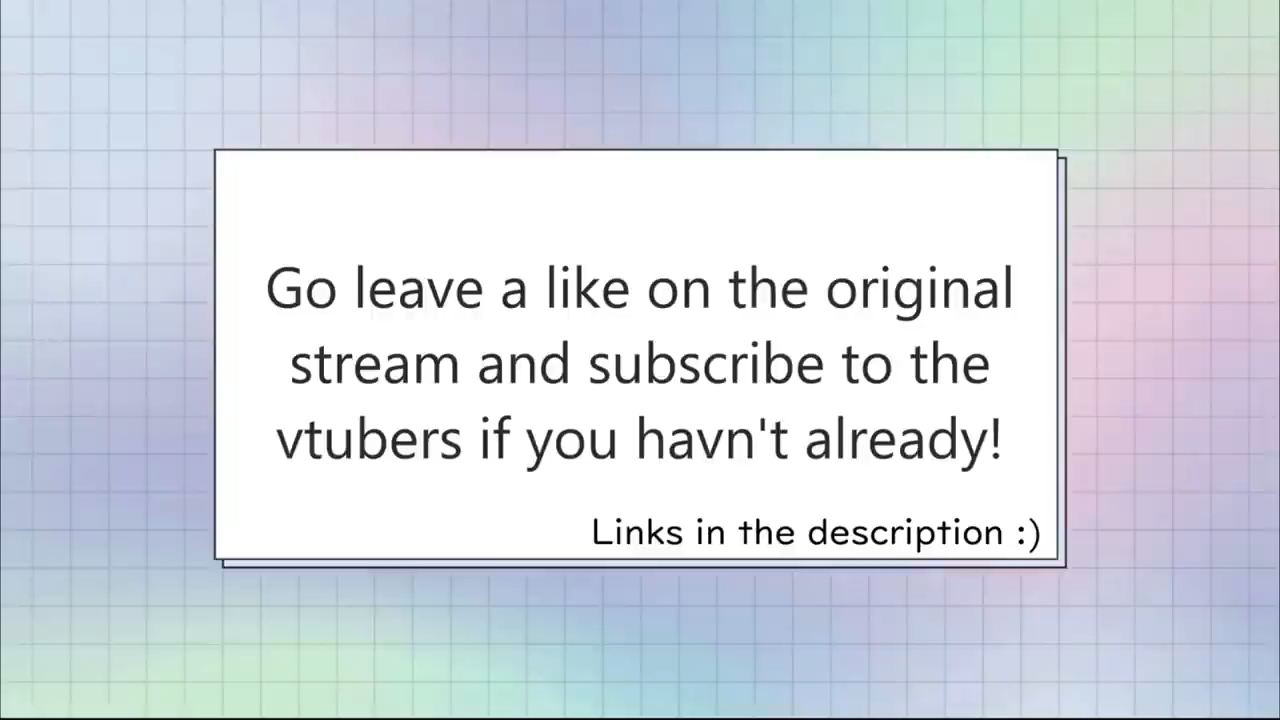 Go leave a like on the original
stream and subscribe to the
vtubers if you havn't already!
Links in the description :)